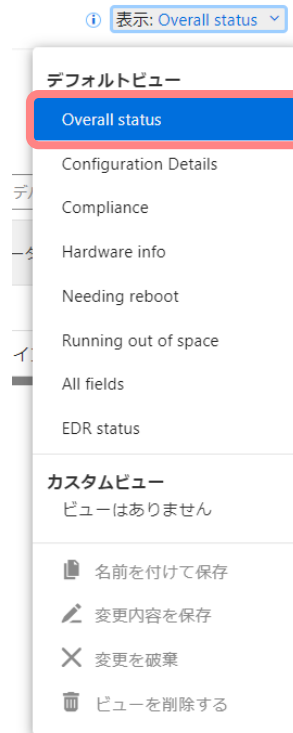 表示: Overall status
デフォルトビュー
Overall status
Configuration Details
Compliance
Hardware info
Needing reboot
Running out of space
All fields
EDR status
カスタムビュー
ビューはありません
名前を付けて保存
変更内容を保存
変更を破棄
ビューを削除する